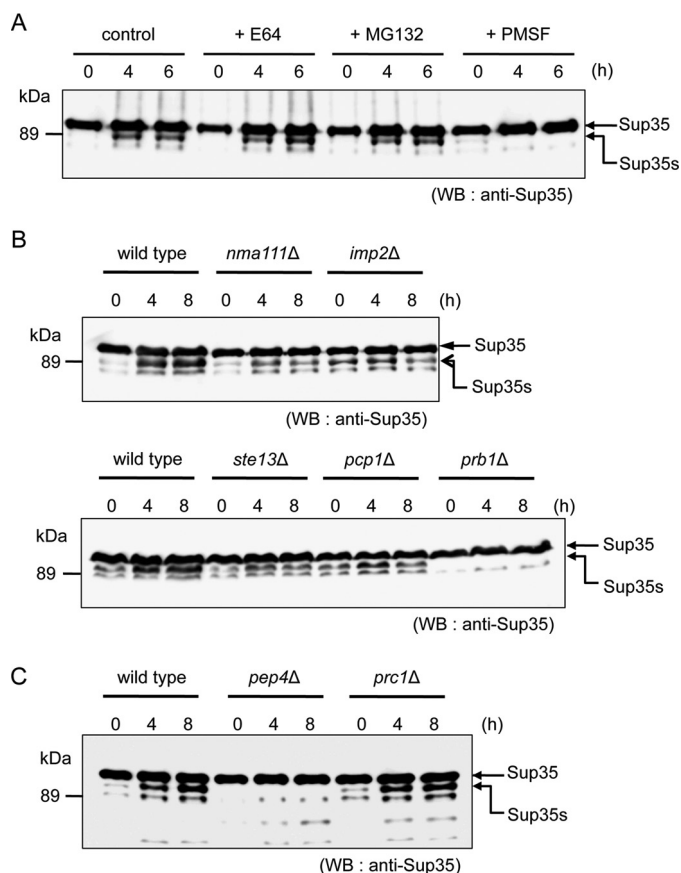 A
control + E64 + MG132 + PMSF
0 4 6 0 4 6 0 4 6 0 4 6 (h)
kDa
89
Sup35
Sup35s
(WB : anti-Sup35)
B
wild type nma111Δ imp2Δ
0 4 8 0 4 8 0 4 8 (h)
kDa
89
Sup35
Sup35s
(WB : anti-Sup35)
wild type ste13Δ pcp1Δ prb1Δ
0 4 8 0 4 8 0 4 8 0 4 8 (h)
kDa
89
Sup35
Sup35s
(WB : anti-Sup35)
C
wild type pep4Δ prc1Δ
0 4 8 0 4 8 0 4 8 (h)
kDa
89
Sup35
Sup35s
(WB : anti-Sup35)